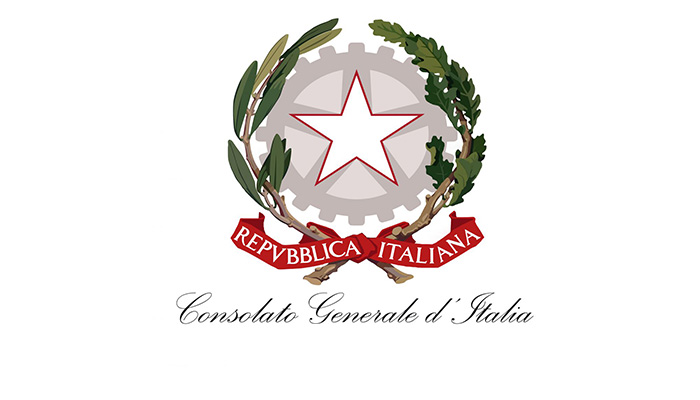 REPVBBLICA ITALIANA
Consolato Generale d'Italia